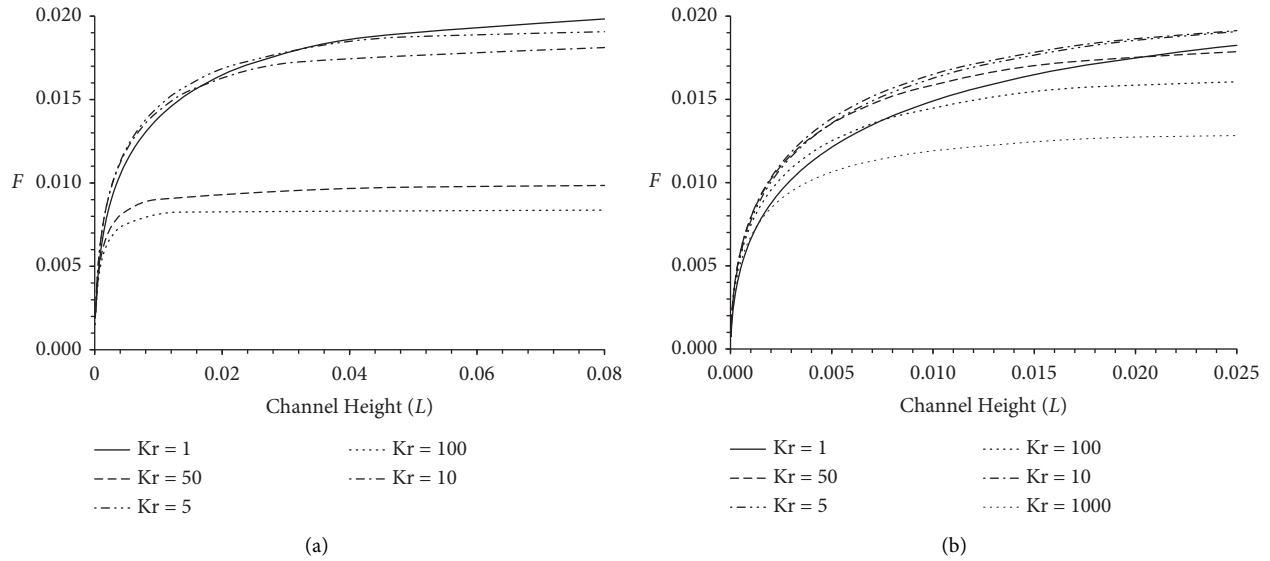 0.020
0.015
F 0.010
0.005
0.000
0 0.02 0.04 0.06 0.08
Channel Height (L)
Kr = 1 Kr = 100
Kr = 50 Kr = 10
Kr = 5
(a)
0.020
0.015
F 0.010
0.005
0.000
0.000 0.005 0.010 0.015 0.020 0.025
Channel Height (L)
Kr = 1 Kr = 100
Kr = 50 Kr = 10
Kr = 5 Kr = 1000
(b)